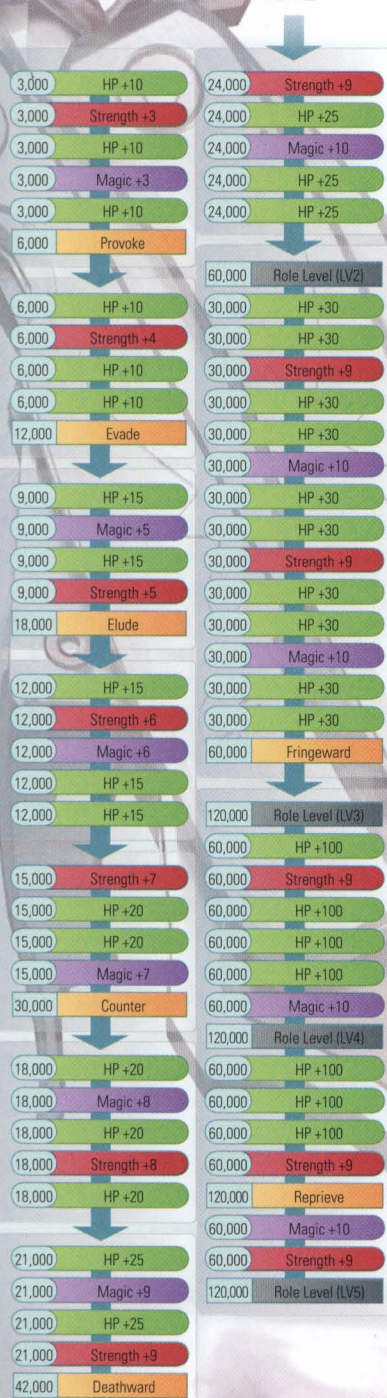 3,000 HP +10
3,000 Strength +3
3,000 HP +10
3,000 Magic +3
3,000 HP +10
6,000 Provoke
6,000 HP +10
6,000 Strength +4
6,000 HP +10
6,000 HP +10
12,000 Evade
9,000 HP +15
9,000 Magic +5
9,000 HP +15
9,000 Strength +5
18,000 Elude
12,000 HP +15
12,000 Strength +6
12,000 Magic +6
12,000 HP +15
12,000 HP +15
15,000 Strength +7
15,000 HP +20
15,000 HP +20
15,000 Magic +7
30,000 Counter
18,000 HP +20
18,000 Magic +8
18,000 HP +20
18,000 Strength +8
18,000 HP +20
21,000 HP +25
21,000 Magic +9
21,000 HP +25
21,000 Strength +9
42,000 Deathward
24,000 Strength +9
24,000 HP +25
24,000 Magic +10
24,000 HP +25
24,000 HP +25
60,000 Role Level (LV2)
30,000 HP +30
30,000 HP +30
30,000 Strength +9
30,000 HP +30
30,000 HP +30
30,000 Magic +10
30,000 HP +30
30,000 HP +30
30,000 Strength +9
30,000 HP +30
30,000 HP +30
30,000 Magic +10
30,000 HP +30
30,000 HP +30
60,000 Fringeward
120,000 Role Level (LV3)
60,000 HP +100
60,000 Strength +9
60,000 HP +100
60,000 HP +100
60,000 HP +100
60,000 Magic +10
120,000 Role Level (LV4)
60,000 HP +100
60,000 HP +100
60,000 HP +100
60,000 Strength +9
120,000 Reprieve
60,000 Magic +10
60,000 Strength +9
120,000 Role Level (LV5)